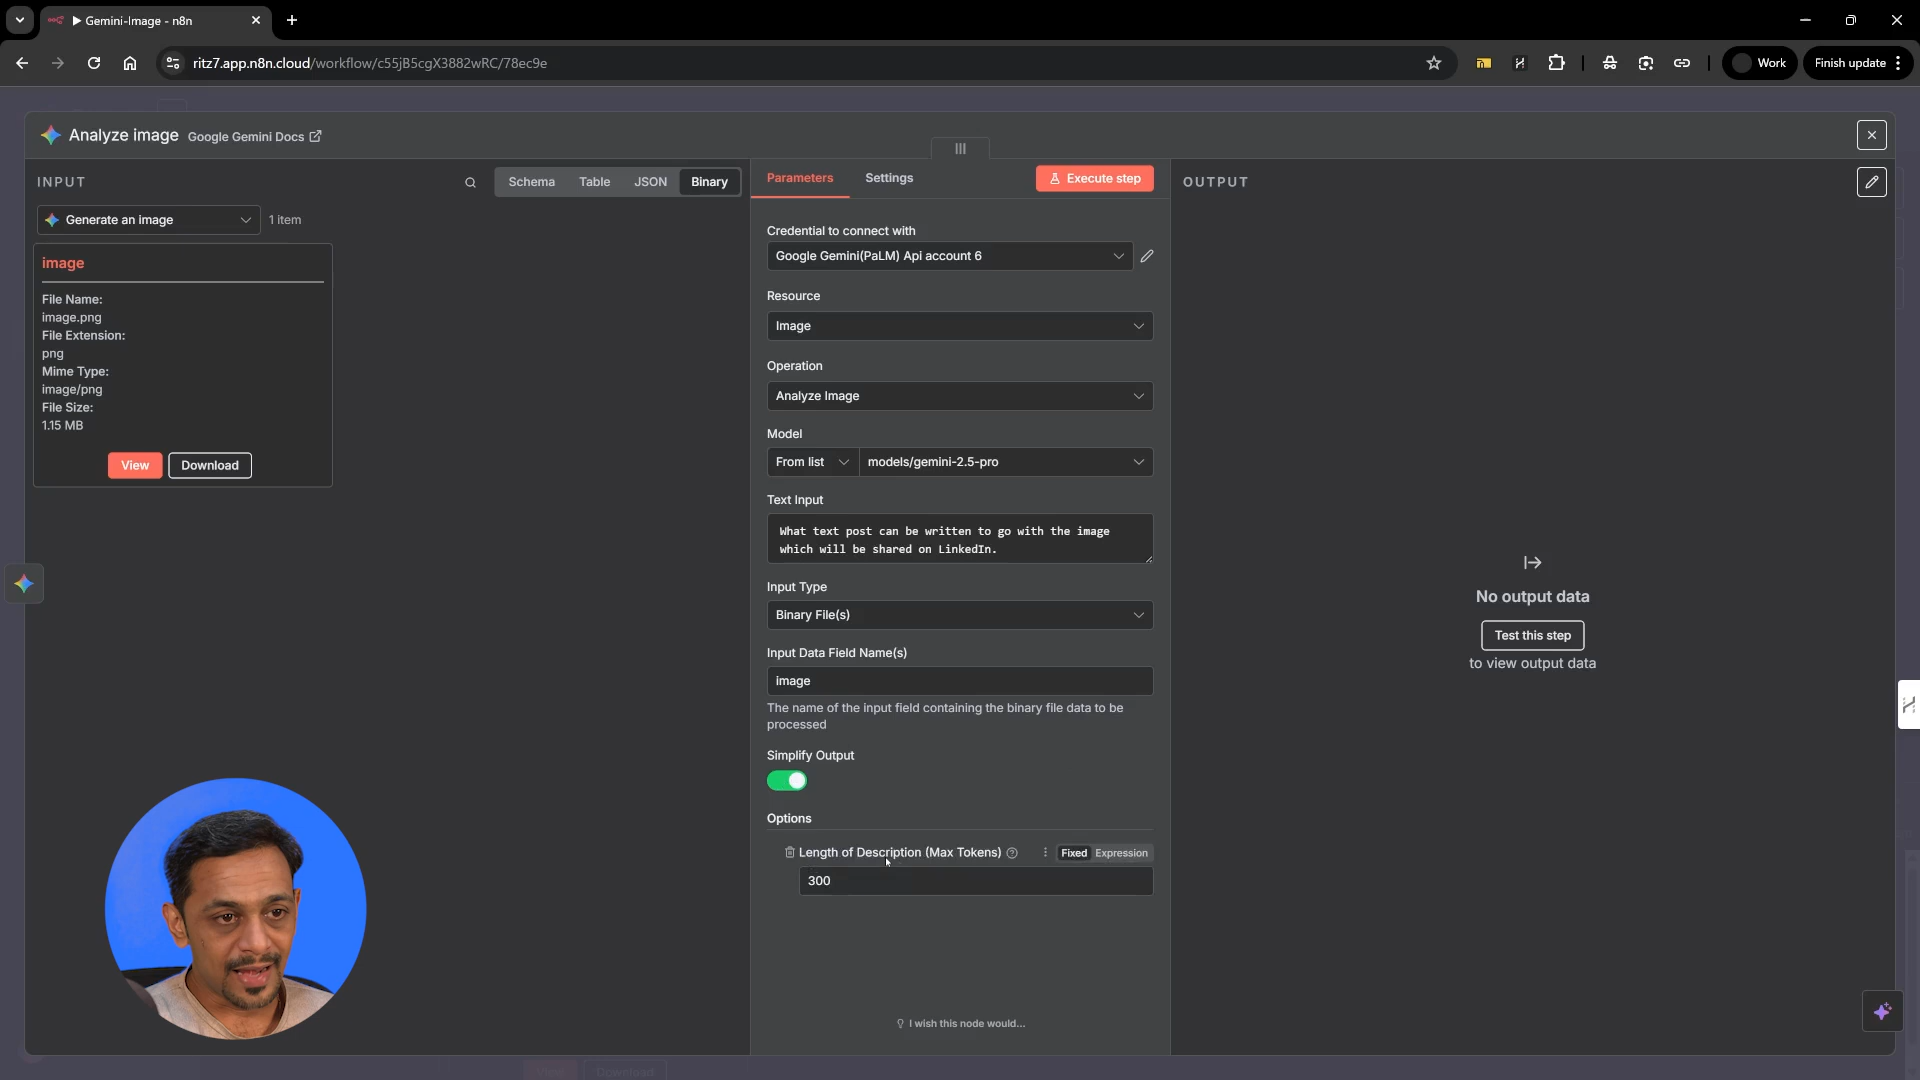 Gemini-Image - n8n
ritz7.app.n8n.cloud/workflow/c55jB5cgX3882wRC/78ec9e
Work
Finish update
Analyze image
Google Gemini Docs
INPUT
Schema
Table
JSON
Binary
Parameters
Settings
Execute step
OUTPUT
Generate an image
1 item
image
File Name:
image.png
File Extension:
png
Mime Type:
image/png
File Size:
1.15 MB
View
Download
Credential to connect with
Google Gemini(PaLM) Api account 6
Resource
Image
Operation
Analyze Image
Model
From list
models/gemini-2.5-pro
Text Input
What text post can be written to go with the image
which will be shared on LinkedIn.
Input Type
Binary File(s)
Input Data Field Name(s)
image
The name of the input field containing the binary file data to be
processed
Simplify Output
Options
Length of Description (Max Tokens)
Fixed
Expression
300
I wish this node would...
No output data
Test this step
to view output data
View
Download